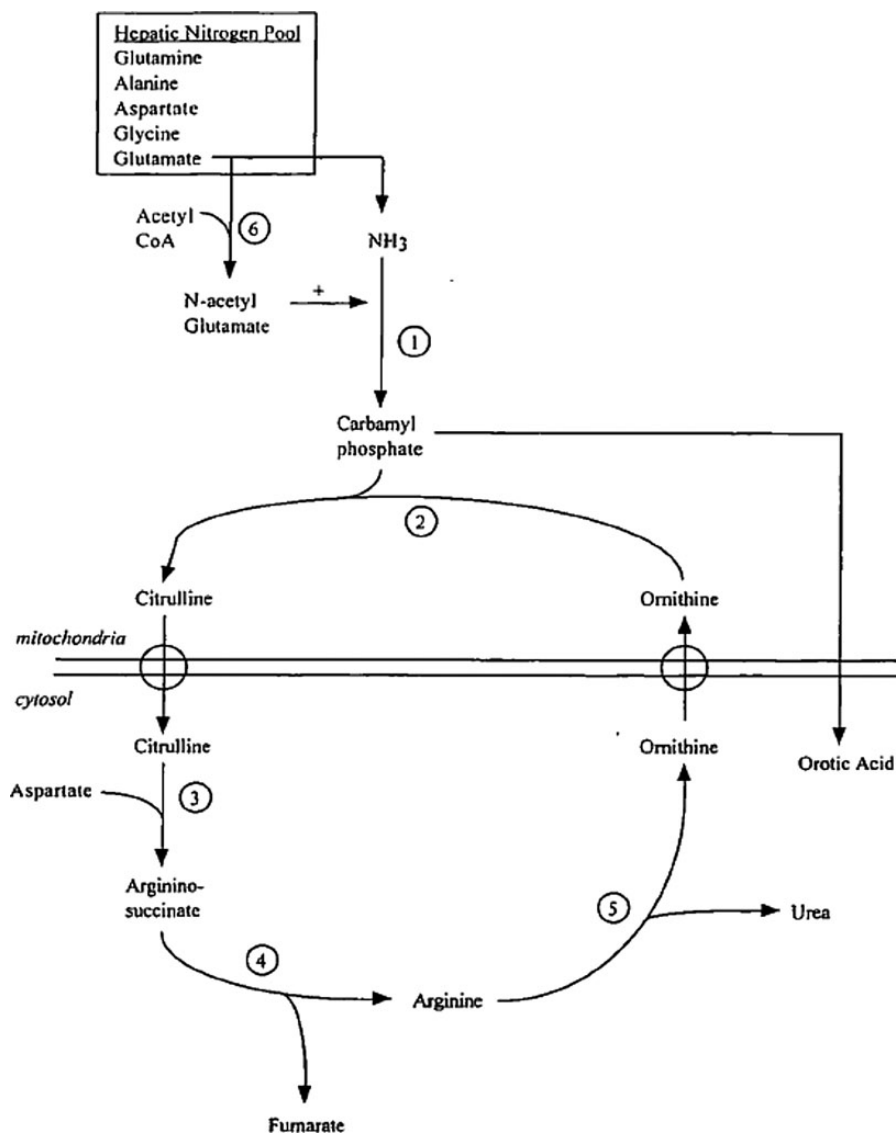 Hepatic Nitrogen Pool
Glutamine
Alanine
Aspartate
Glycine
Glutamate
Acetyl
CoA
6
NH3
N-acetyl
Glutamate
+
1
Carbamyl
phosphate
2
Citrulline
Ornithine
mitochondria
cytosol
Citrulline
Ornithine
Orotic Acid
Aspartate
3
Arginino-
succinate
5
Urea
4
Arginine
Fumarate